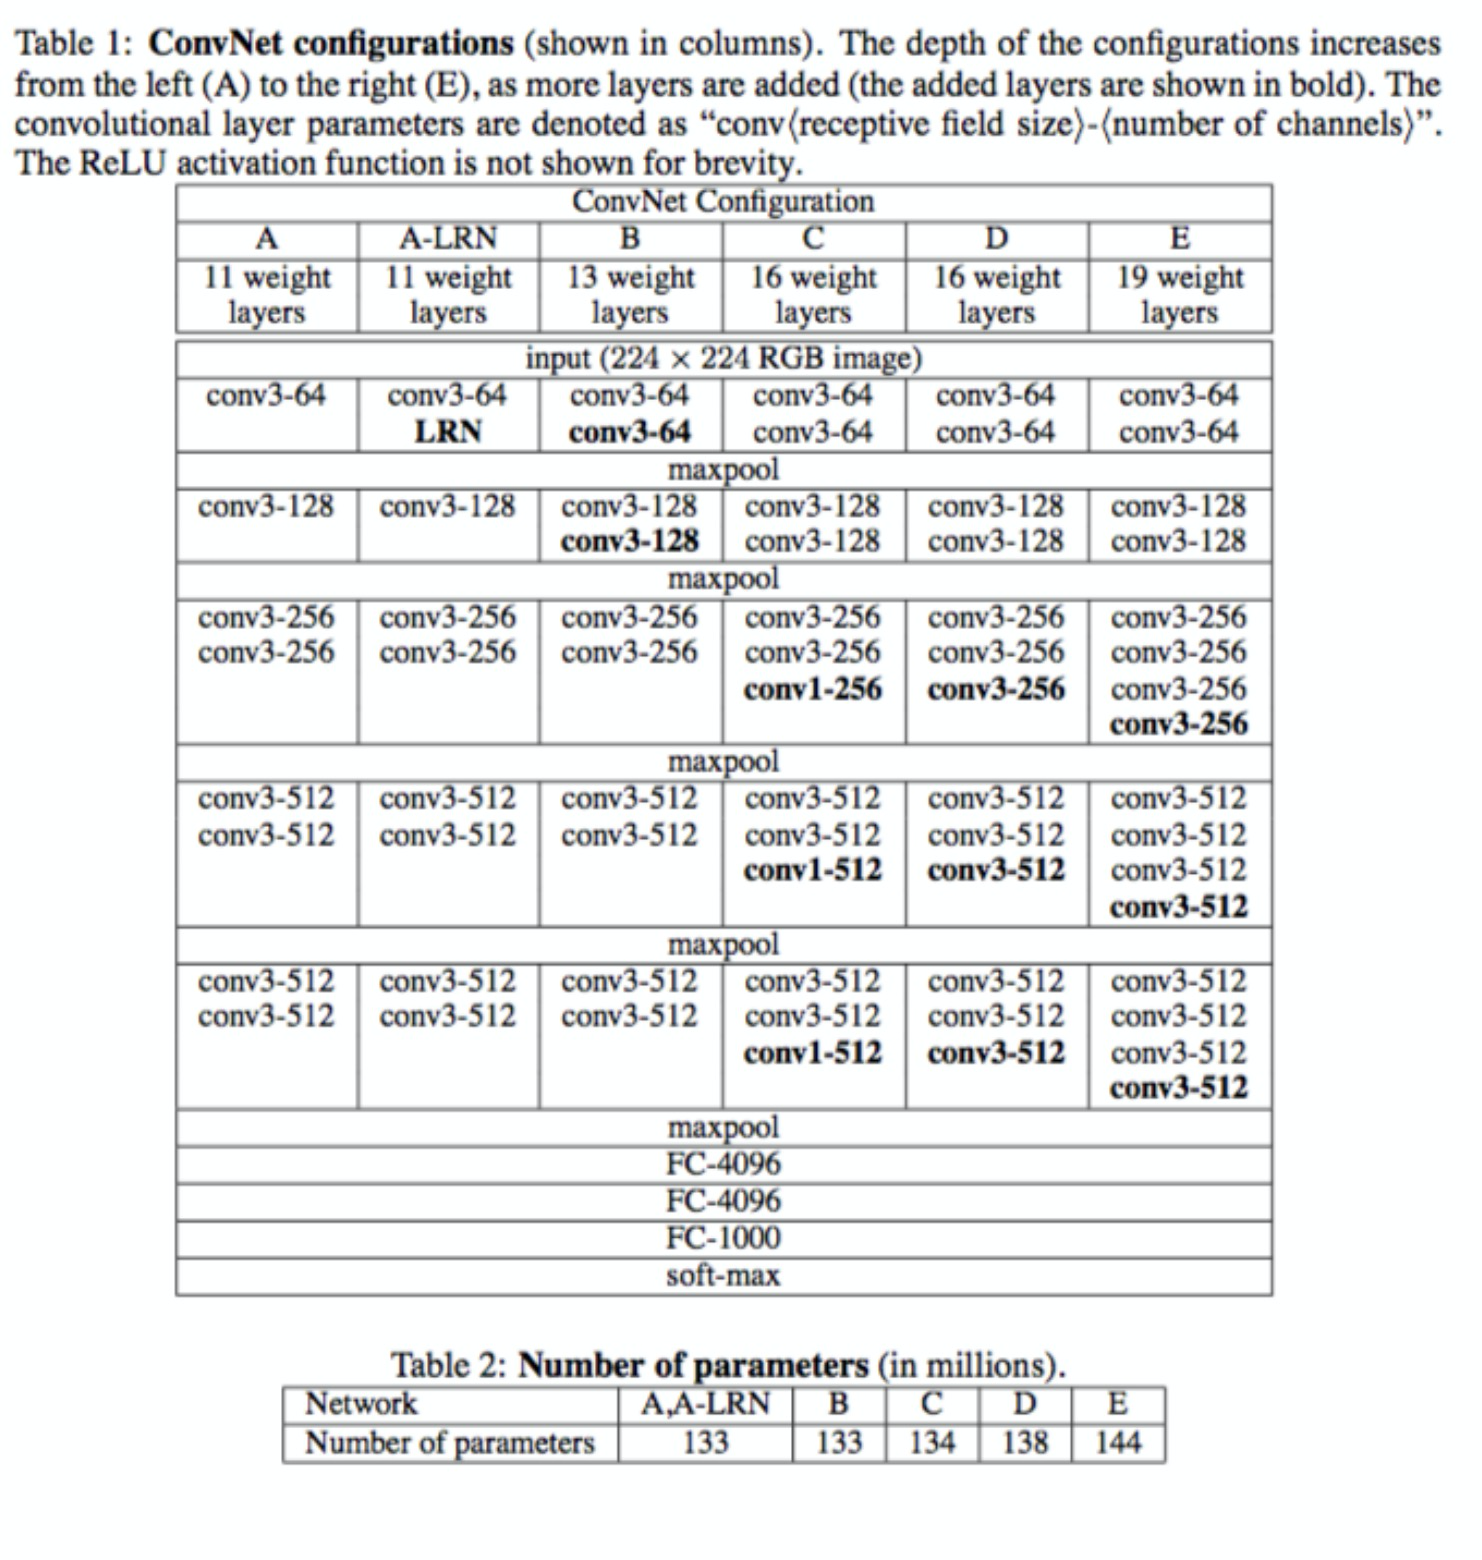 Table 1: ConvNet configurations (shown in columns). The depth of the configurations increases
from the left (A) to the right (E), as more layers are added (the added layers are shown in bold). The
convolutional layer parameters are denoted as “conv⟨receptive field size⟩-⟨number of channels⟩”.
The ReLU activation function is not shown for brevity.
ConvNet Configuration
A A-LRN B C D E
11 weight 11 weight 13 weight 16 weight 16 weight 19 weight
layers layers layers layers layers layers
input (224 × 224 RGB image)
conv3-64 conv3-64 conv3-64 conv3-64 conv3-64 conv3-64
LRN conv3-64 conv3-64 conv3-64 conv3-64
maxpool
conv3-128 conv3-128 conv3-128 conv3-128 conv3-128 conv3-128
conv3-128 conv3-128 conv3-128 conv3-128
maxpool
conv3-256 conv3-256 conv3-256 conv3-256 conv3-256 conv3-256
conv3-256 conv3-256 conv3-256 conv3-256 conv3-256 conv3-256
conv1-256 conv3-256 conv3-256
conv3-256
maxpool
conv3-512 conv3-512 conv3-512 conv3-512 conv3-512 conv3-512
conv3-512 conv3-512 conv3-512 conv3-512 conv3-512 conv3-512
conv1-512 conv3-512 conv3-512
conv3-512
maxpool
conv3-512 conv3-512 conv3-512 conv3-512 conv3-512 conv3-512
conv3-512 conv3-512 conv3-512 conv3-512 conv3-512 conv3-512
conv1-512 conv3-512 conv3-512
conv3-512
maxpool
FC-4096
FC-4096
FC-1000
soft-max
Table 2: Number of parameters (in millions).
Network A,A-LRN B C D E
Number of parameters 133 133 134 138 144